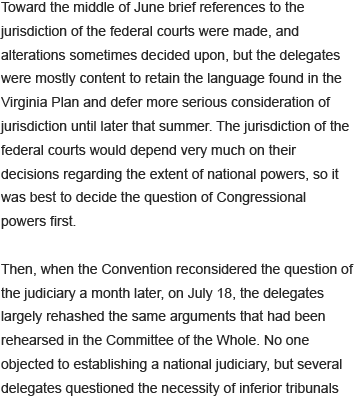 Toward the middle of June brief references to the
jurisdiction of the federal courts were made, and
alterations sometimes decided upon, but the delegates
were mostly content to retain the language found in the
Virginia Plan and defer more serious consideration of
jurisdiction until later that summer. The jurisdiction of the
federal courts would depend very much on their
decisions regarding the extent of national powers, so it
was best to decide the question of Congressional
powers first.
Then, when the Convention reconsidered the question of
the judiciary a month later, on July 18, the delegates
largely rehashed the same arguments that had been
rehearsed in the Committee of the Whole. No one
objected to establishing a national judiciary, but several
delegates questioned the necessity of inferior tribunals